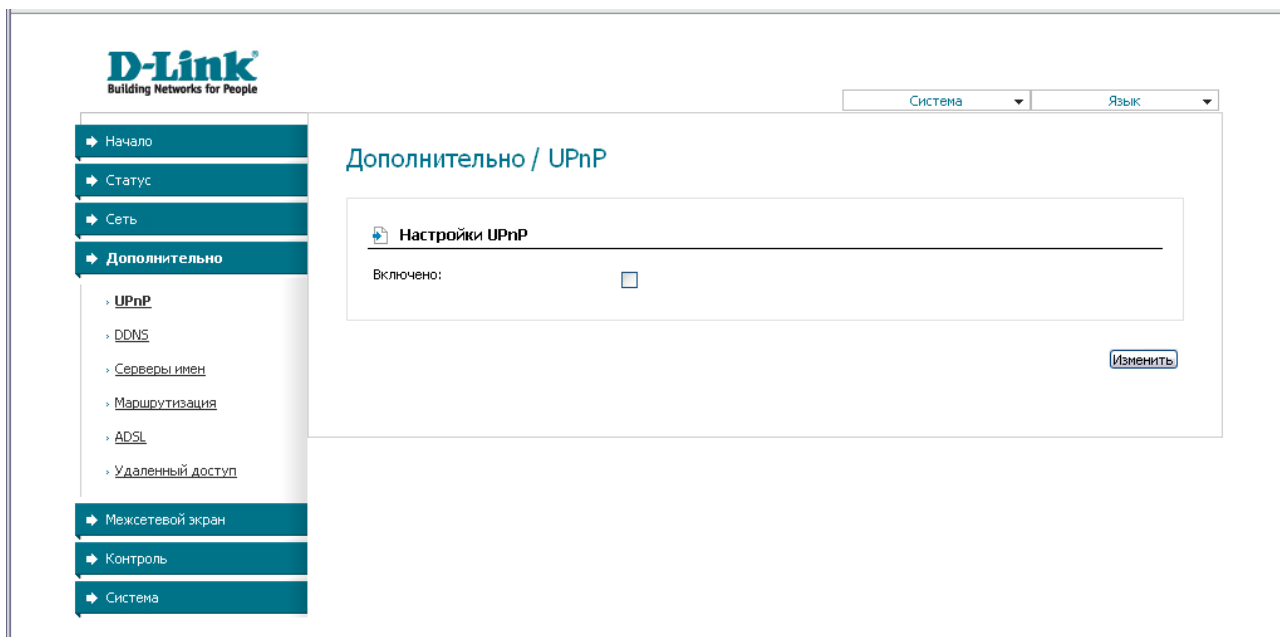 D-Link
Building Networks for People
Система
Язык
Начало
Статус
Сеть
Дополнительно
UPnP
DDNS
Серверы имен
Маршрутизация
ADSL
Удаленный доступ
Межсетевой экран
Контроль
Система
Дополнительно / UPnP
Настройки UPnP
Включено:
Изменить